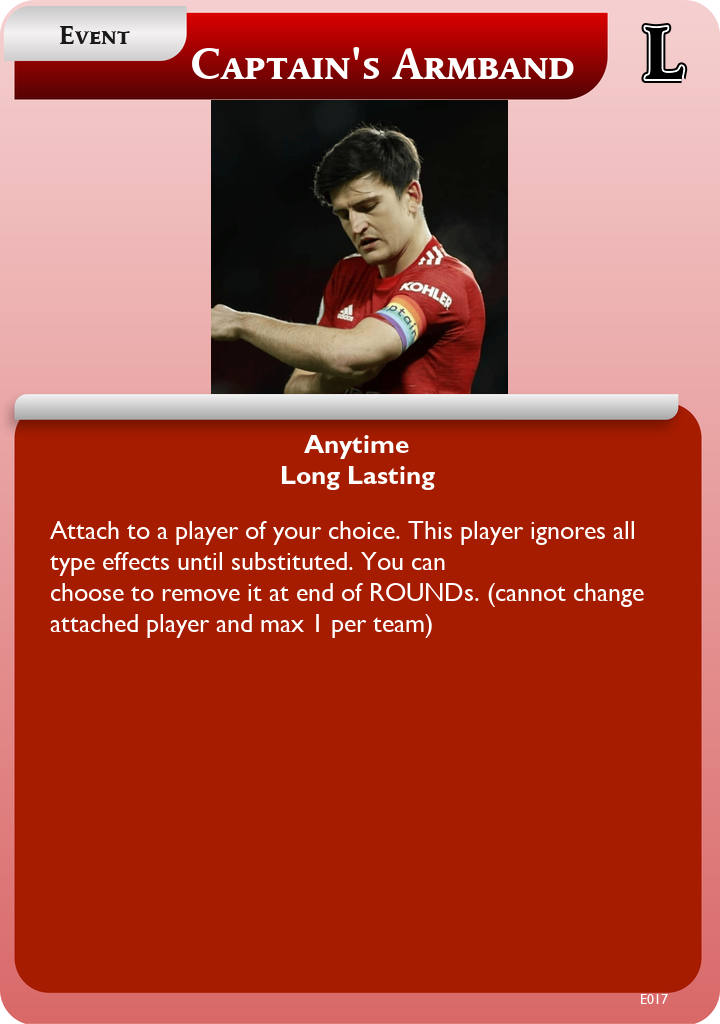 Event
Captain's Armband
L
KOHLER
adidas
ptain
Anytime
Long Lasting
Attach to a player of your choice. This player ignores all
type effects until substituted. You can
choose to remove it at end of ROUNDs. (cannot change
attached player and max 1 per team)
E017